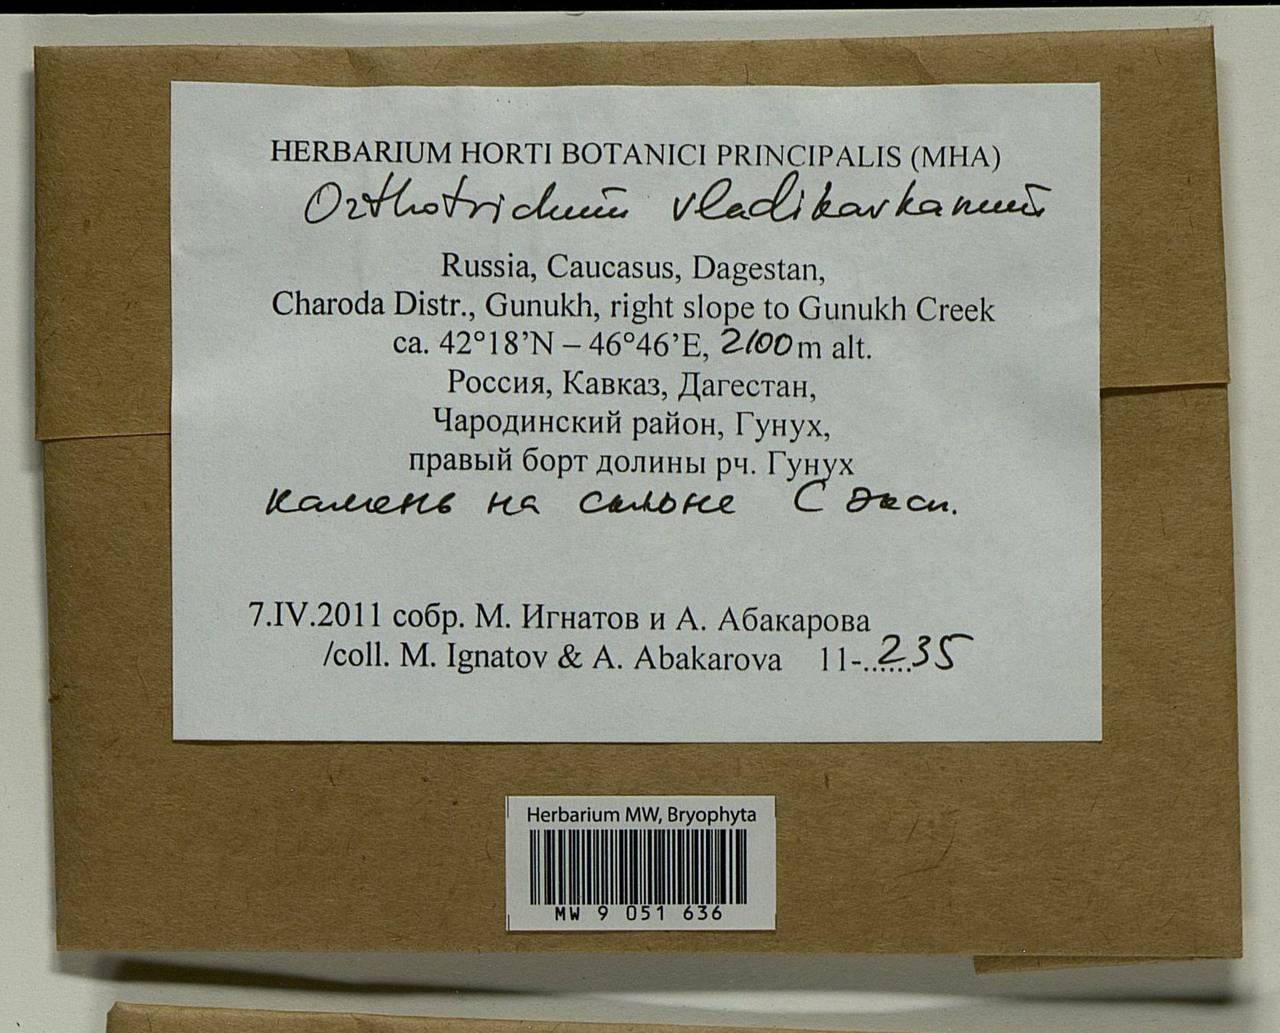 HERBARIUM HORTI BOTANICI PRINCIPALIS (MHA)
Orthotrichum vladikavkanum
Russia, Caucasus, Dagestan,
Charoda Distr., Gunukh, right slope to Gunukh Creek
ca. 42°18’N – 46°46’E, 2100 m alt.
Россия, Кавказ, Дагестан,
Чародинский район, Гунух,
правый борт долины рч. Гунух
камень на склоне С эксп.
7.IV.2011 собр. М. Игнатов и А. Абакарова
/coll. M. Ignatov & A. Abakarova 11-......235
Herbarium MW, Bryophyta
MW 9 051 636